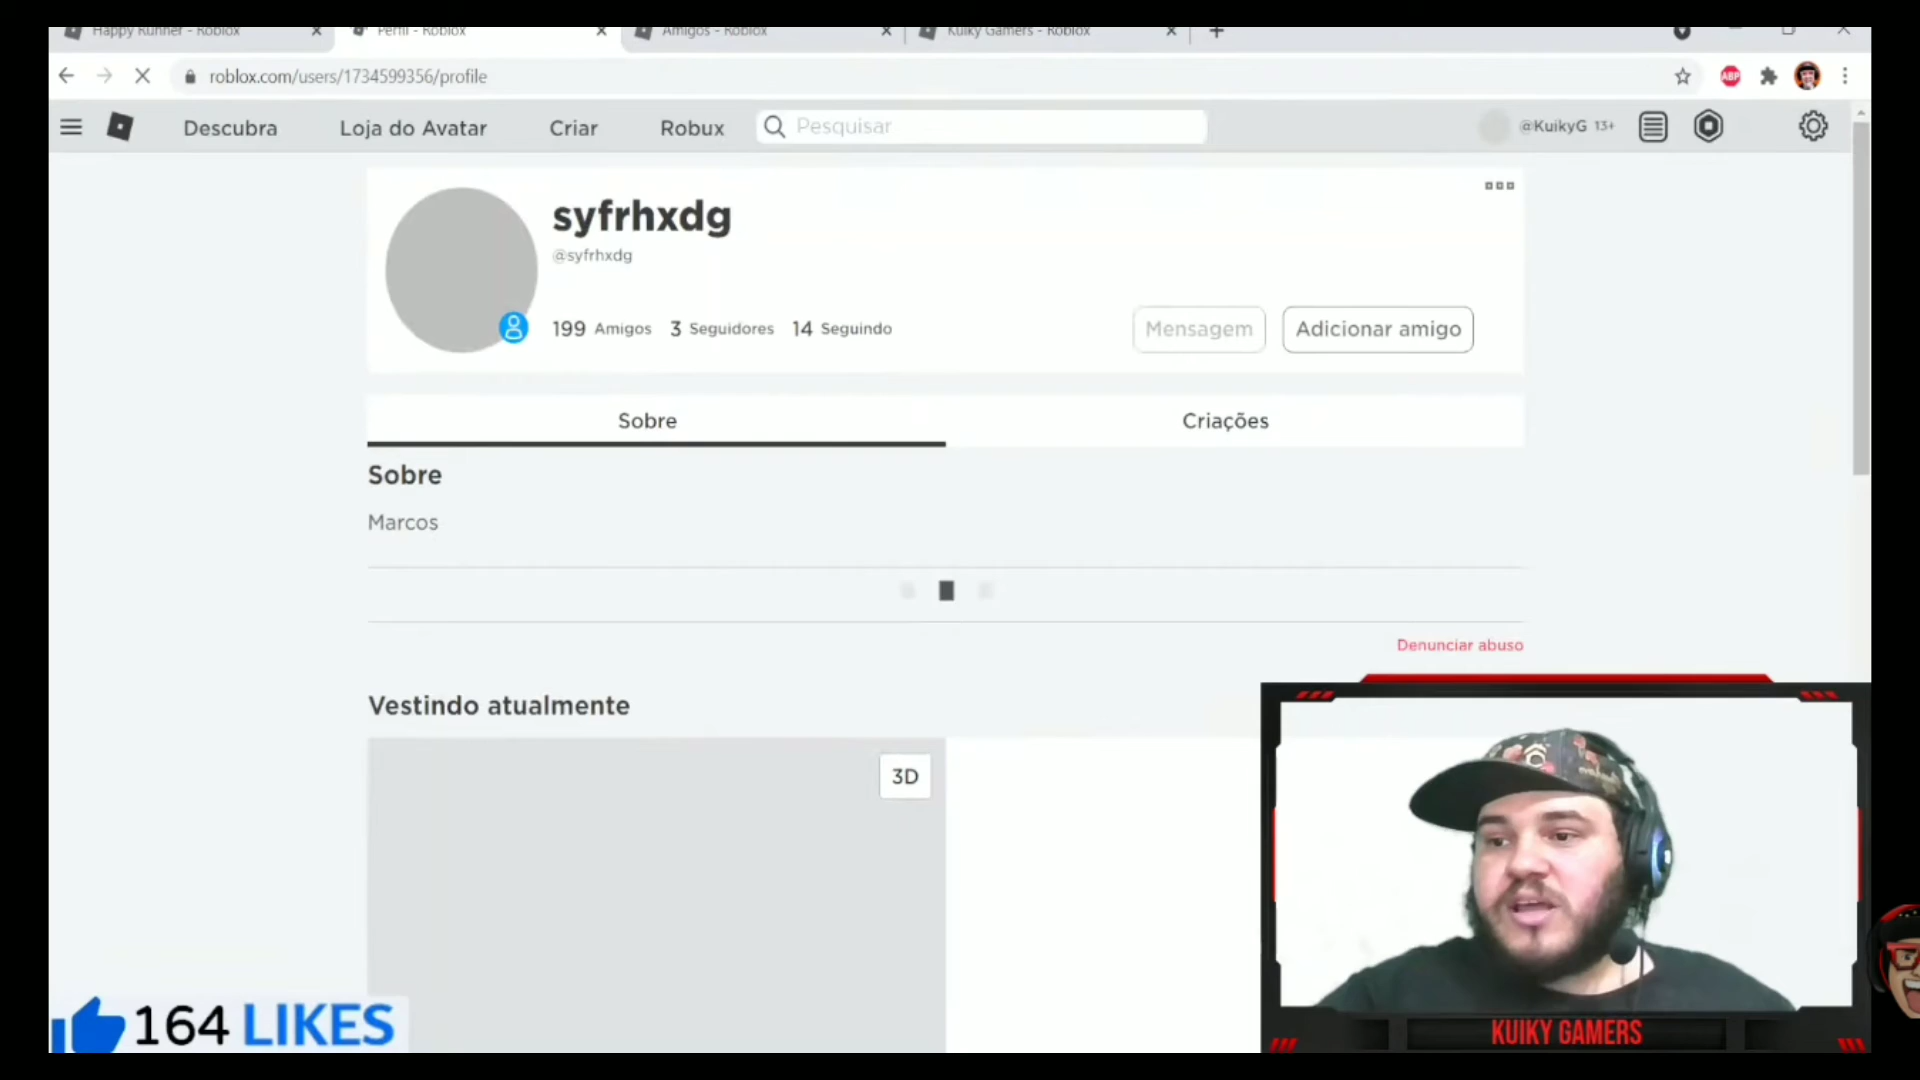 Happy Runner - Roblox
Perfil - Roblox
Amigos - Roblox
Kuiky Gamers - Roblox
roblox.com/users/1734599356/profile
ABP
Descubra
Loja do Avatar
Criar
Robux
Pesquisar
@KuikyG 13+
syfrhxdg
@syfrhxdg
199 Amigos 3 Seguidores 14 Seguindo
Mensagem
Adicionar amigo
Sobre
Criações
Sobre
Marcos
Denunciar abuso
Vestindo atualmente
3D
164 LIKES
KUIKY GAMERS